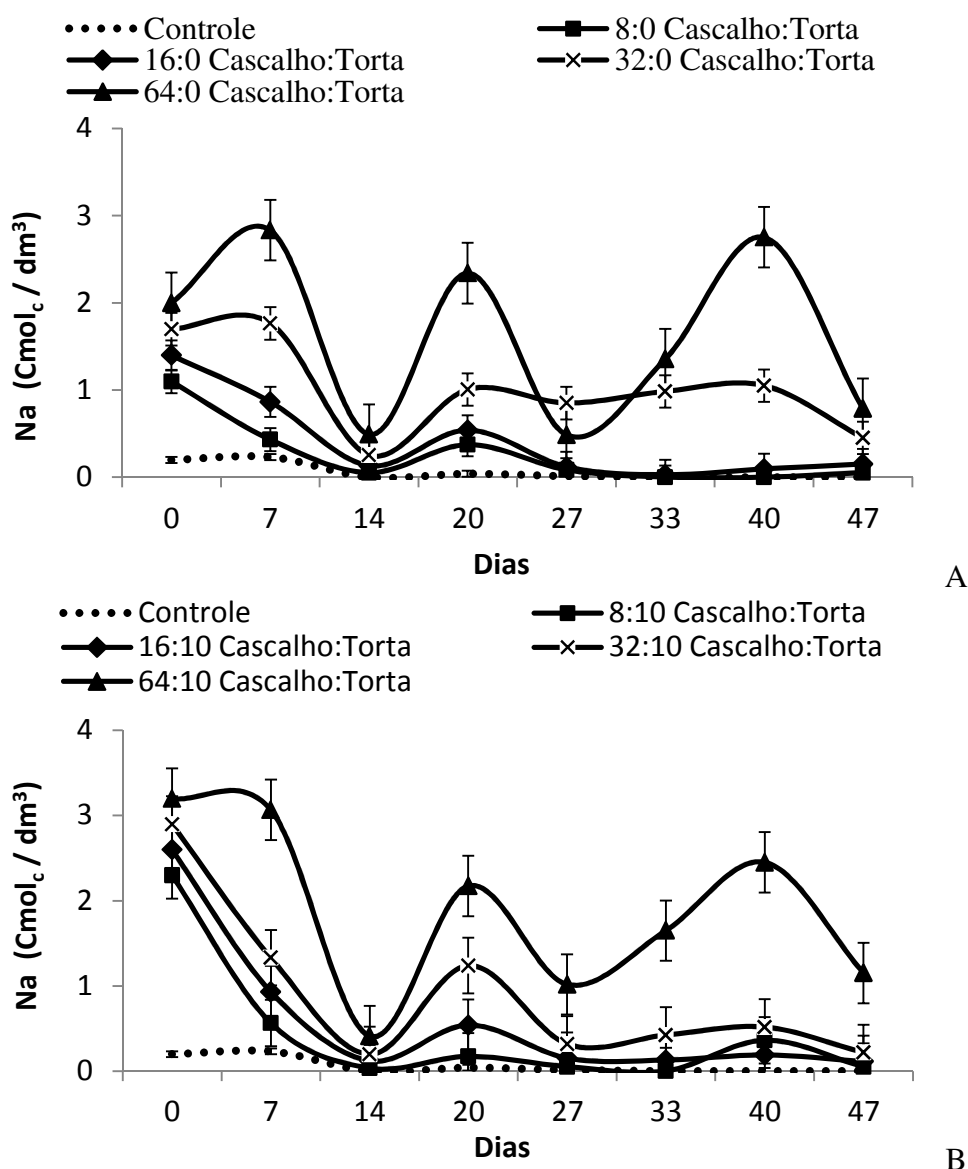 Controle
8:0 Cascalho:Torta
16:0 Cascalho:Torta
32:0 Cascalho:Torta
64:0 Cascalho:Torta
4
3
2
1
0
Na (Cmolc / dm³)
0 7 14 20 27 33 40 47
Dias
A
Controle
8:10 Cascalho:Torta
16:10 Cascalho:Torta
32:10 Cascalho:Torta
64:10 Cascalho:Torta
4
3
2
1
0
Na (Cmolc / dm³)
0 7 14 20 27 33 40 47
Dias
B